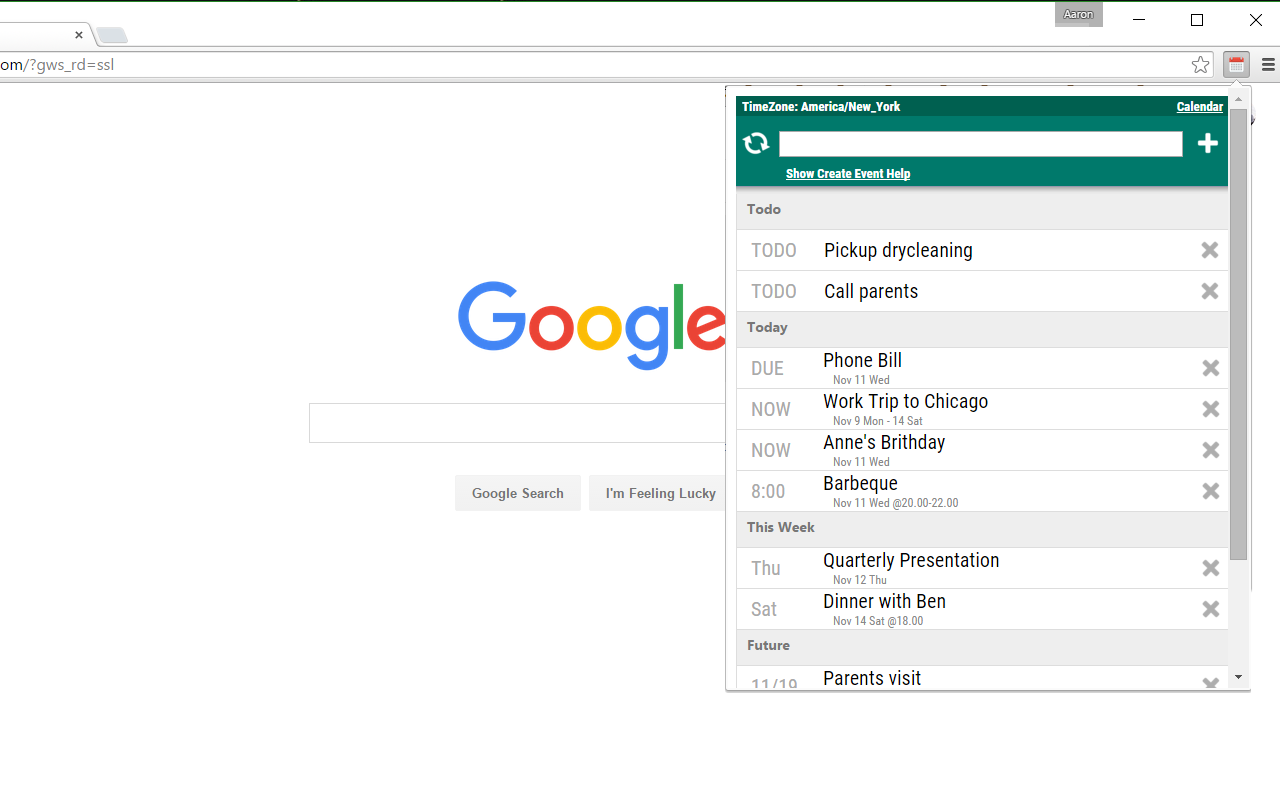 Aaron
om/?gws_rd=ssl
TimeZone: America/New_York Calendar
Show Create Event Help
Todo
TODO Pickup drycleaning
TODO Call parents
Today
DUE Phone Bill
Nov 11 Wed
NOW Work Trip to Chicago
Nov 9 Mon - 14 Sat
NOW Anne's Brithday
Nov 11 Wed
8:00 Barbeque
Nov 11 Wed @20.00-22.00
This Week
Thu Quarterly Presentation
Nov 12 Thu
Sat Dinner with Ben
Nov 14 Sat @18.00
Future
11/19 Parents visit
Google
Google Search I'm Feeling Lucky